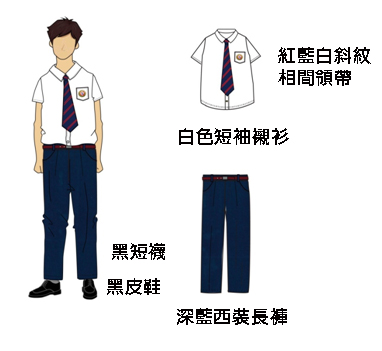 紅藍白斜紋
相間領帶
白色短袖襯衫
黑短襪
黑皮鞋
深藍西裝長褲